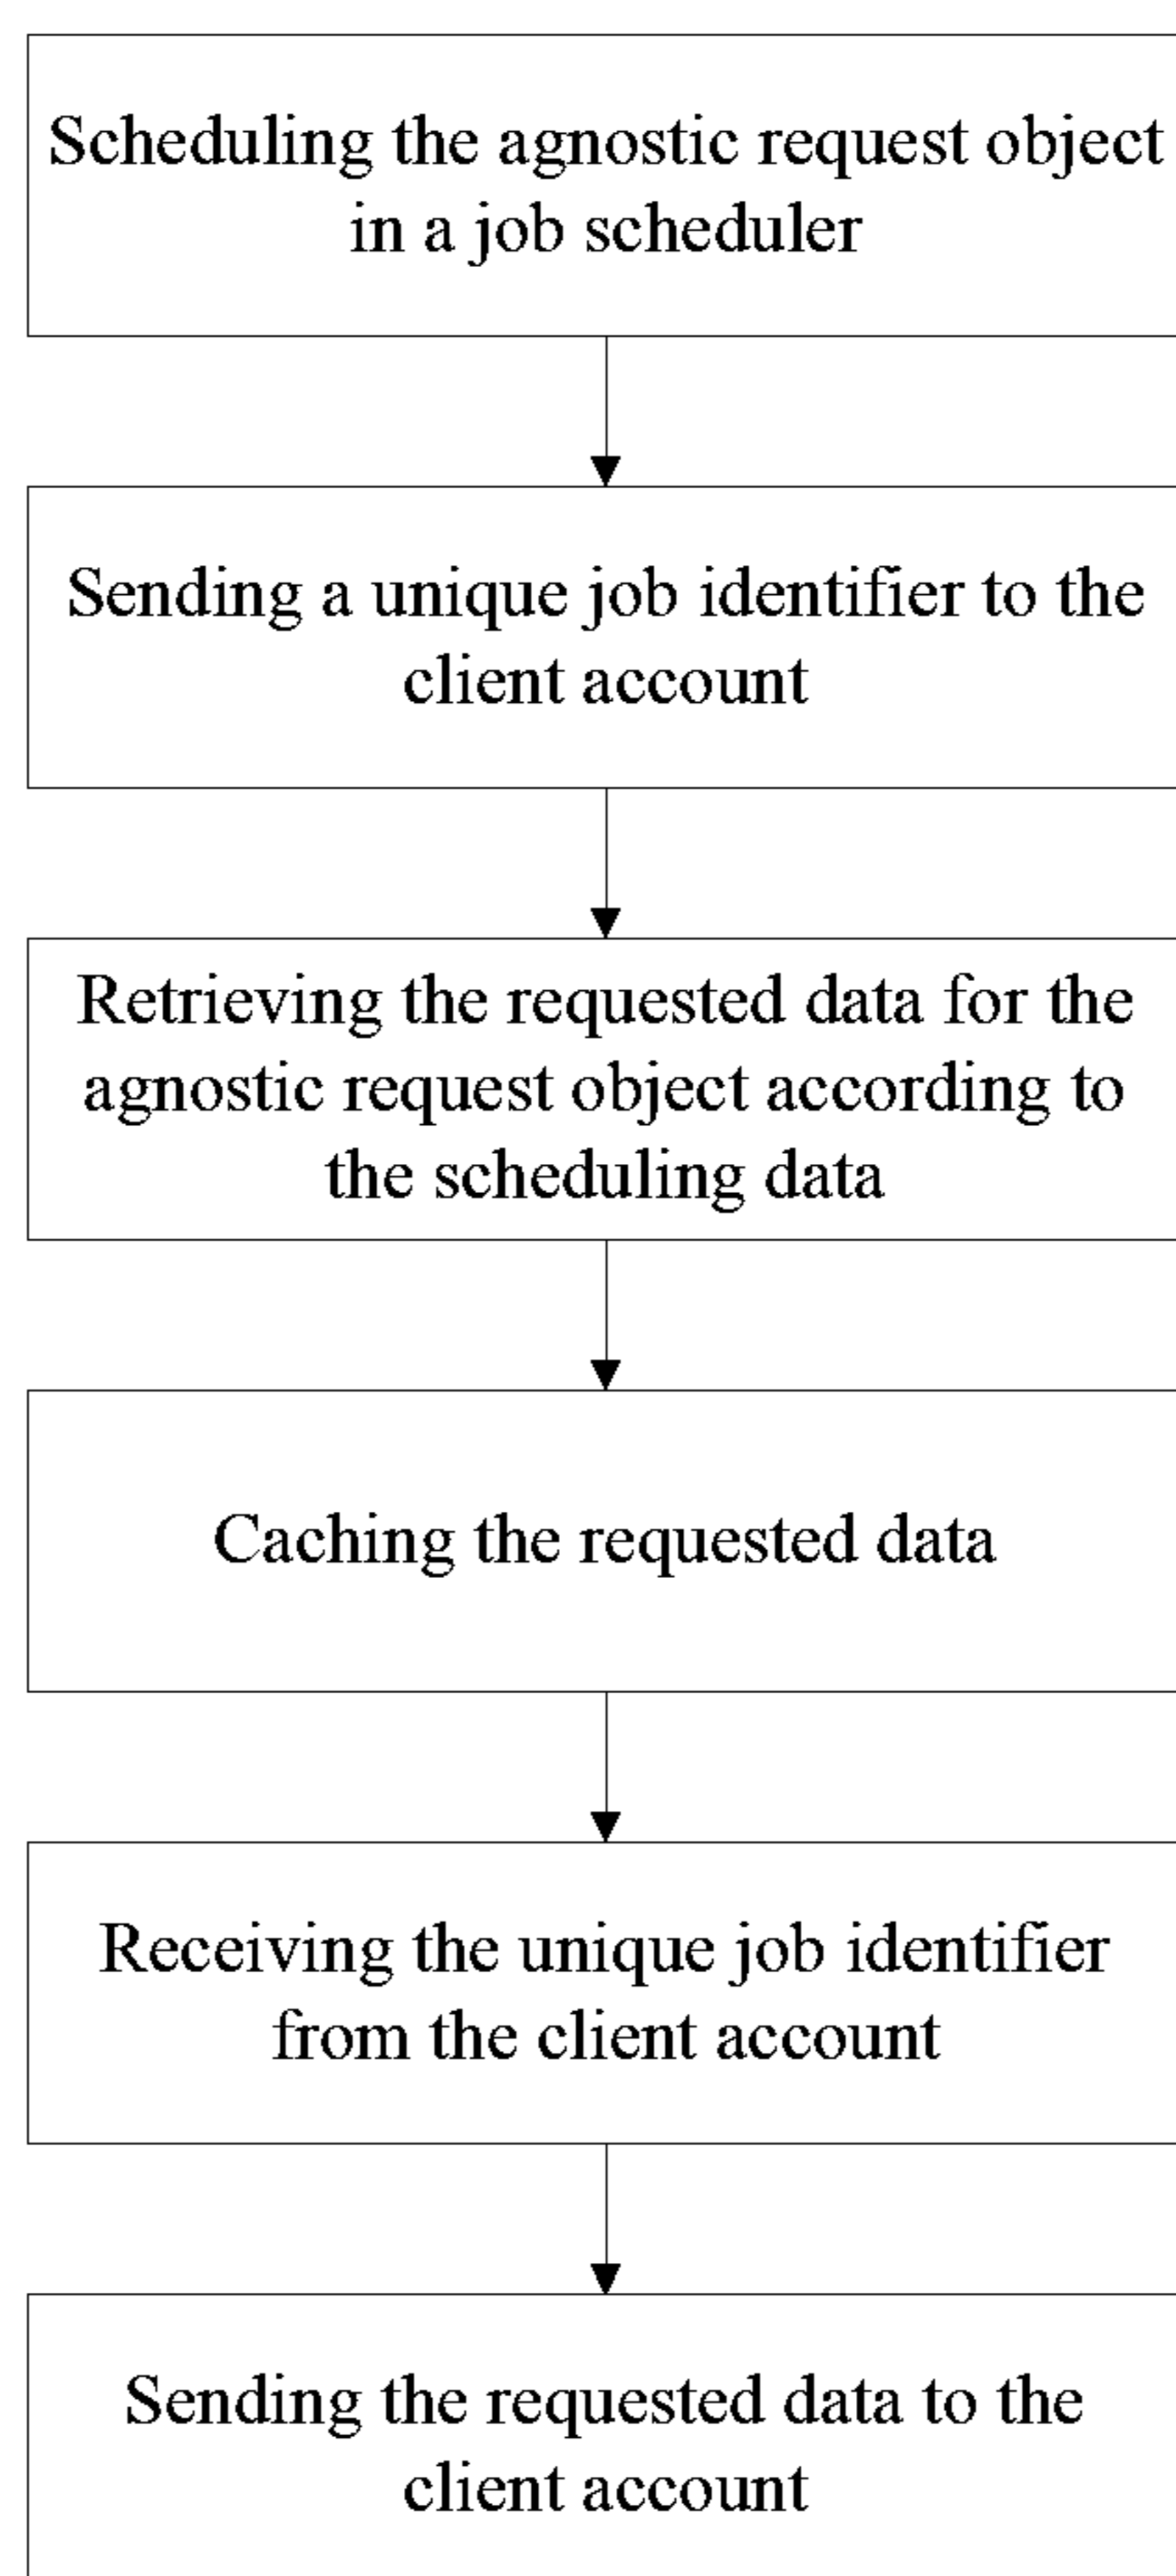 Scheduling the agnostic request object
in a job scheduler
Sending a unique job identifier to the
client account
Retrieving the requested data for the
agnostic request object according to
the scheduling data
Caching the requested data
Receiving the unique job identifier
from the client account
Sending the requested data to the
client account